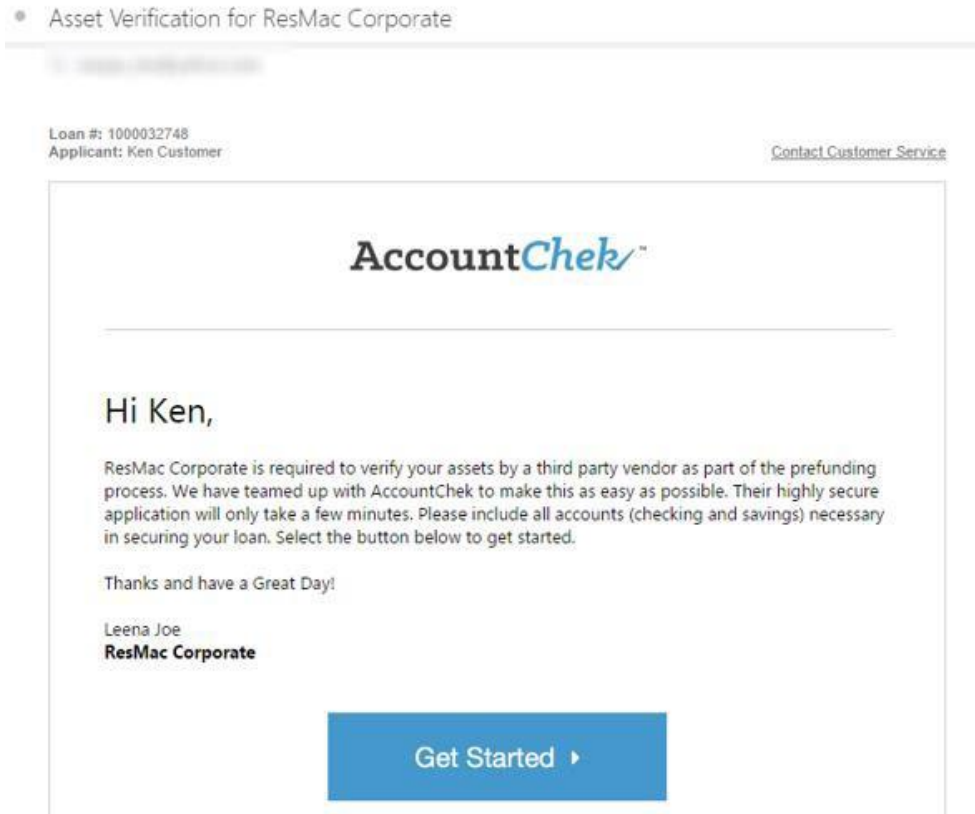 Asset Verification for ResMac Corporate
Loan #: 1000032748
Applicant: Ken Customer
Contact Customer Service
AccountChek™
Hi Ken,
ResMac Corporate is required to verify your assets by a third party vendor as part of the prefunding
process. We have teamed up with AccountChek to make this as easy as possible. Their highly secure
application will only take a few minutes. Please include all accounts (checking and savings) necessary
in securing your loan. Select the button below to get started.
Thanks and have a Great Day!
Leena Joe
ResMac Corporate
Get Started